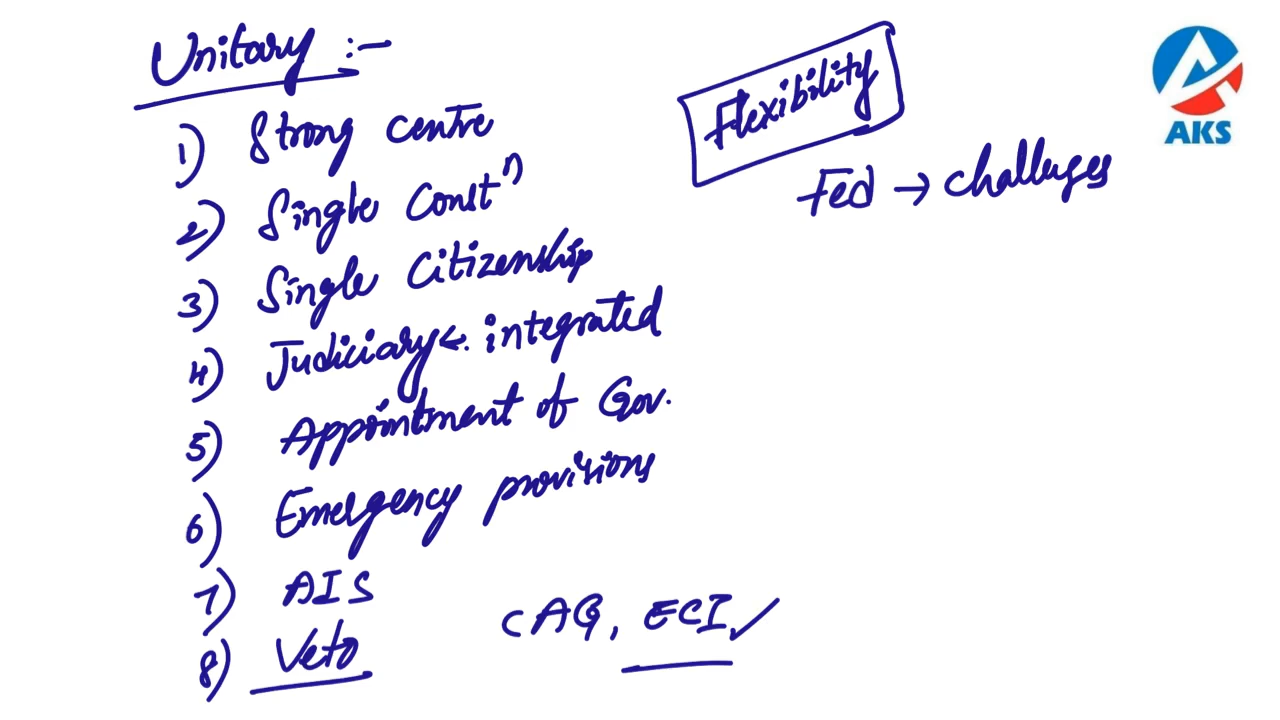 Unitary :-
1) Strong centre
2) Single Constⁿ)
3) Single Citizenship
4) Judiciary <. integrated
5) Appointment of Gov.
6) Emergency provisions
7) AIS
8) Veto
CAG, ECI ✓
Flexibility
Fed → challenges
AKS